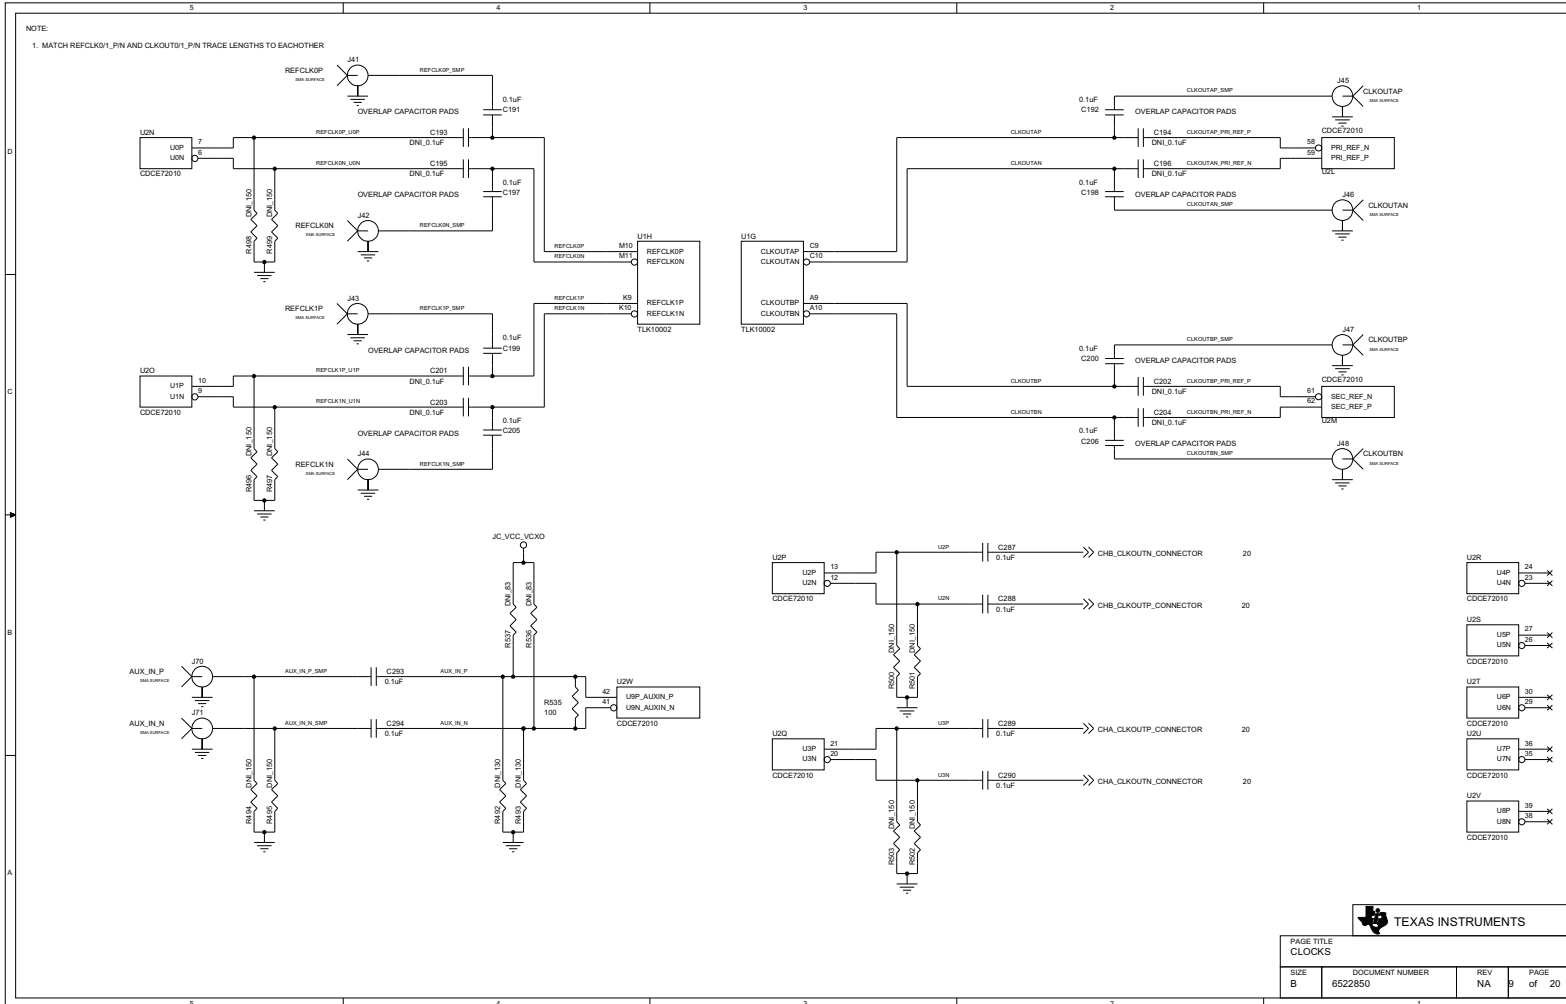 5 4 3 2 1
NOTE:
1. MATCH REFCLK0/1_P/N AND CLKOUT0/1_P/N TRACE LENGTHS TO EACHOTHER
D
C
B
A
J41
REFCLK0P
SMA SURFACE
REFCLK0P_SMP
0.1uF
C191
OVERLAP CAPACITOR PADS
U2N
U0P 7
U0N 6
CDCE72010
REFCLK0P_U0P
C193
DNI_0.1uF
REFCLK0N_U0N
C195
DNI_0.1uF
0.1uF
C197
OVERLAP CAPACITOR PADS
DNI_150
DNI_150
R498
R499
J42
REFCLK0N
SMA SURFACE
REFCLK0N_SMP
U1H
REFCLK0P M10 REFCLK0P
REFCLK0N M11 REFCLK0N
REFCLK1P K9 REFCLK1P
REFCLK1N K10 REFCLK1N
TLK10002
J43
REFCLK1P
SMA SURFACE
REFCLK1P_SMP
0.1uF
C199
OVERLAP CAPACITOR PADS
U2O
U1P 10
U1N 9
CDCE72010
REFCLK1P_U1P
C201
DNI_0.1uF
REFCLK1N_U1N
C203
DNI_0.1uF
0.1uF
C205
OVERLAP CAPACITOR PADS
DNI_150
DNI_150
R496
R497
J44
REFCLK1N
SMA SURFACE
REFCLK1N_SMP
U1G
CLKOUTAP C9
CLKOUTAN C10
CLKOUTBP A9
CLKOUTBN A10
TLK10002
J45
CLKOUTAP_SMP
CLKOUTAP
SMA SURFACE
0.1uF
C192
OVERLAP CAPACITOR PADS
CLKOUTAP
C194
DNI_0.1uF
CLKOUTAP_PRI_REF_P
CDCE72010
58 PRI_REF_N
59 PRI_REF_P
U2L
CLKOUTAN
C196
DNI_0.1uF
CLKOUTAN_PRI_REF_N
0.1uF
C198
OVERLAP CAPACITOR PADS
CLKOUTAN_SMP
J46
CLKOUTAN
SMA SURFACE
J47
CLKOUTBP_SMP
CLKOUTBP
SMA SURFACE
0.1uF
C200
OVERLAP CAPACITOR PADS
CLKOUTBP
C202
DNI_0.1uF
CLKOUTBP_PRI_REF_P
CDCE72010
61 SEC_REF_N
62 SEC_REF_P
U2M
CLKOUTBN
C204
DNI_0.1uF
CLKOUTBN_PRI_REF_N
0.1uF
C206
OVERLAP CAPACITOR PADS
CLKOUTBN_SMP
J48
CLKOUTBN
SMA SURFACE
JC_VCC_VCXO
DNI_83
DNI_83
R537
R536
J70
AUX_IN_P
SMA SURFACE
AUX_IN_P_SMP
C293
0.1uF
AUX_IN_P
J71
AUX_IN_N
SMA SURFACE
AUX_IN_N_SMP
C294
0.1uF
AUX_IN_N
R535
100
U2W
42 U9P_AUXIN_P
41 U9N_AUXIN_N
CDCE72010
DNI_150
DNI_150
R494
R495
DNI_130
DNI_130
R492
R493
U2P
U2P 13
U2N 12
CDCE72010
U2P
C287
0.1uF
CHB_CLKOUTN_CONNECTOR 20
U2N
C288
0.1uF
CHB_CLKOUTP_CONNECTOR 20
DNI_150
DNI_150
R500
R501
U2Q
U3P 21
U3N 20
CDCE72010
U3P
C289
0.1uF
CHA_CLKOUTP_CONNECTOR 20
U3N
C290
0.1uF
CHA_CLKOUTN_CONNECTOR 20
DNI_150
DNI_150
R503
R502
U2R
U4P 24
U4N 23
CDCE72010
U2S
U5P 27
U5N 26
CDCE72010
U2T
U6P 30
U6N 29
CDCE72010
U2U
U7P 36
U7N 35
CDCE72010
U2V
U8P 39
U8N 38
CDCE72010
TEXAS INSTRUMENTS
PAGE TITLE
CLOCKS
SIZE DOCUMENT NUMBER REV PAGE
B 6522850 NA 9 of 20
5 4 3 2 1